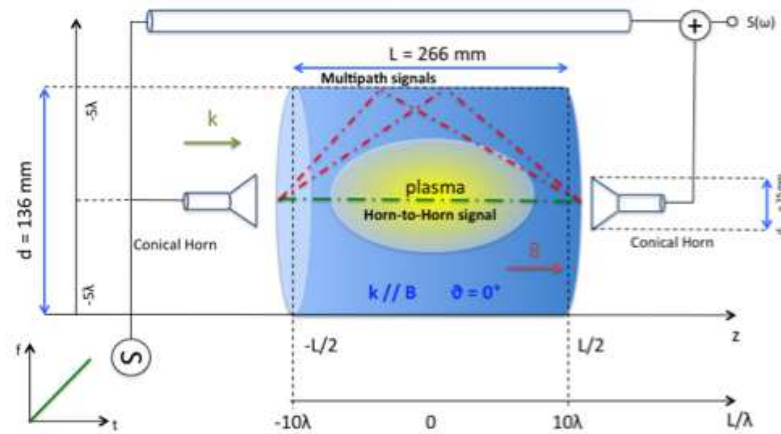 S(ω)
L = 266 mm
Multipath signals
-5λ
k
d = 136 mm
plasma
Horn-to-Horn signal
Conical Horn
Conical Horn
B
-5λ
k // B ϑ = 0°
S
f
t
-L/2
L/2
z
-10λ
0
10λ
L/λ